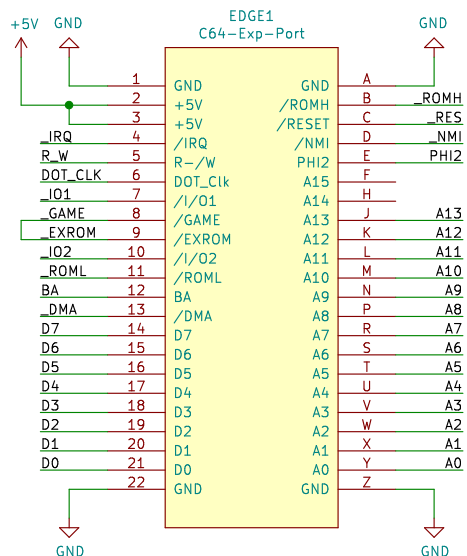 EDGE1
C64-Exp-Port
+5V
GND
GND
1 GND GND A
2 +5V /ROMH B _ROMH
3 +5V /RESET C _RES
_IRQ 4 /IRQ /NMI D _NMI
R_W 5 R-/W PHI2 E PHI2
DOT_CLK 6 DOT_Clk A15 F
_IO1 7 /I/O1 A14 H
_GAME 8 /GAME A13 J A13
_EXROM 9 /EXROM A12 K A12
_IO2 10 /I/O2 A11 L A11
_ROML 11 /ROML A10 M A10
BA 12 BA A9 N A9
_DMA 13 /DMA A8 P A8
D7 14 D7 A7 R A7
D6 15 D6 A6 S A6
D5 16 D5 A5 T A5
D4 17 D4 A4 U A4
D3 18 D3 A3 V A3
D2 19 D2 A2 W A2
D1 20 D1 A1 X A1
D0 21 D0 A0 Y A0
22 GND GND Z
GND
GND